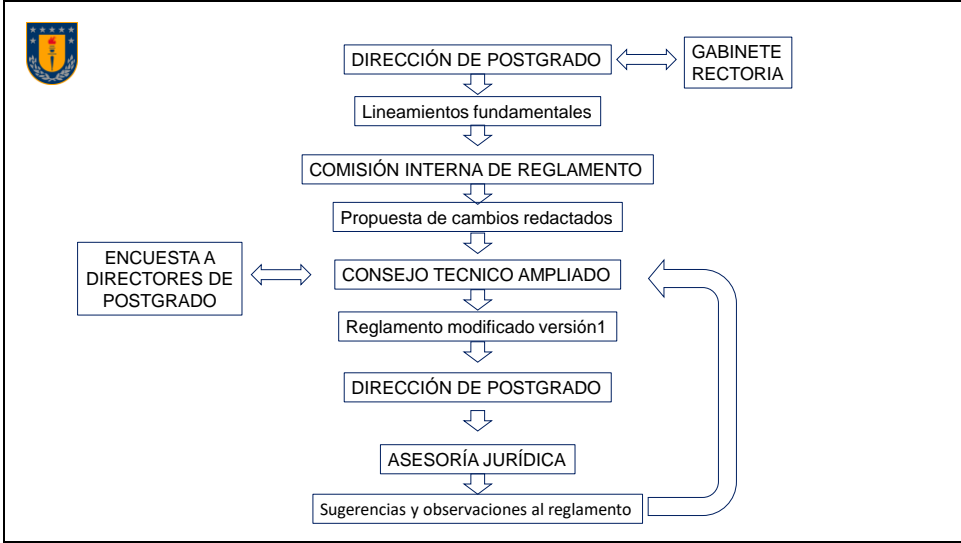 DIRECCIÓN DE POSTGRADO
GABINETE
RECTORIA
Lineamientos fundamentales
COMISIÓN INTERNA DE REGLAMENTO
Propuesta de cambios redactados
ENCUESTA A
DIRECTORES DE
POSTGRADO
CONSEJO TECNICO AMPLIADO
Reglamento modificado versión1
DIRECCIÓN DE POSTGRADO
ASESORÍA JURÍDICA
Sugerencias y observaciones al reglamento